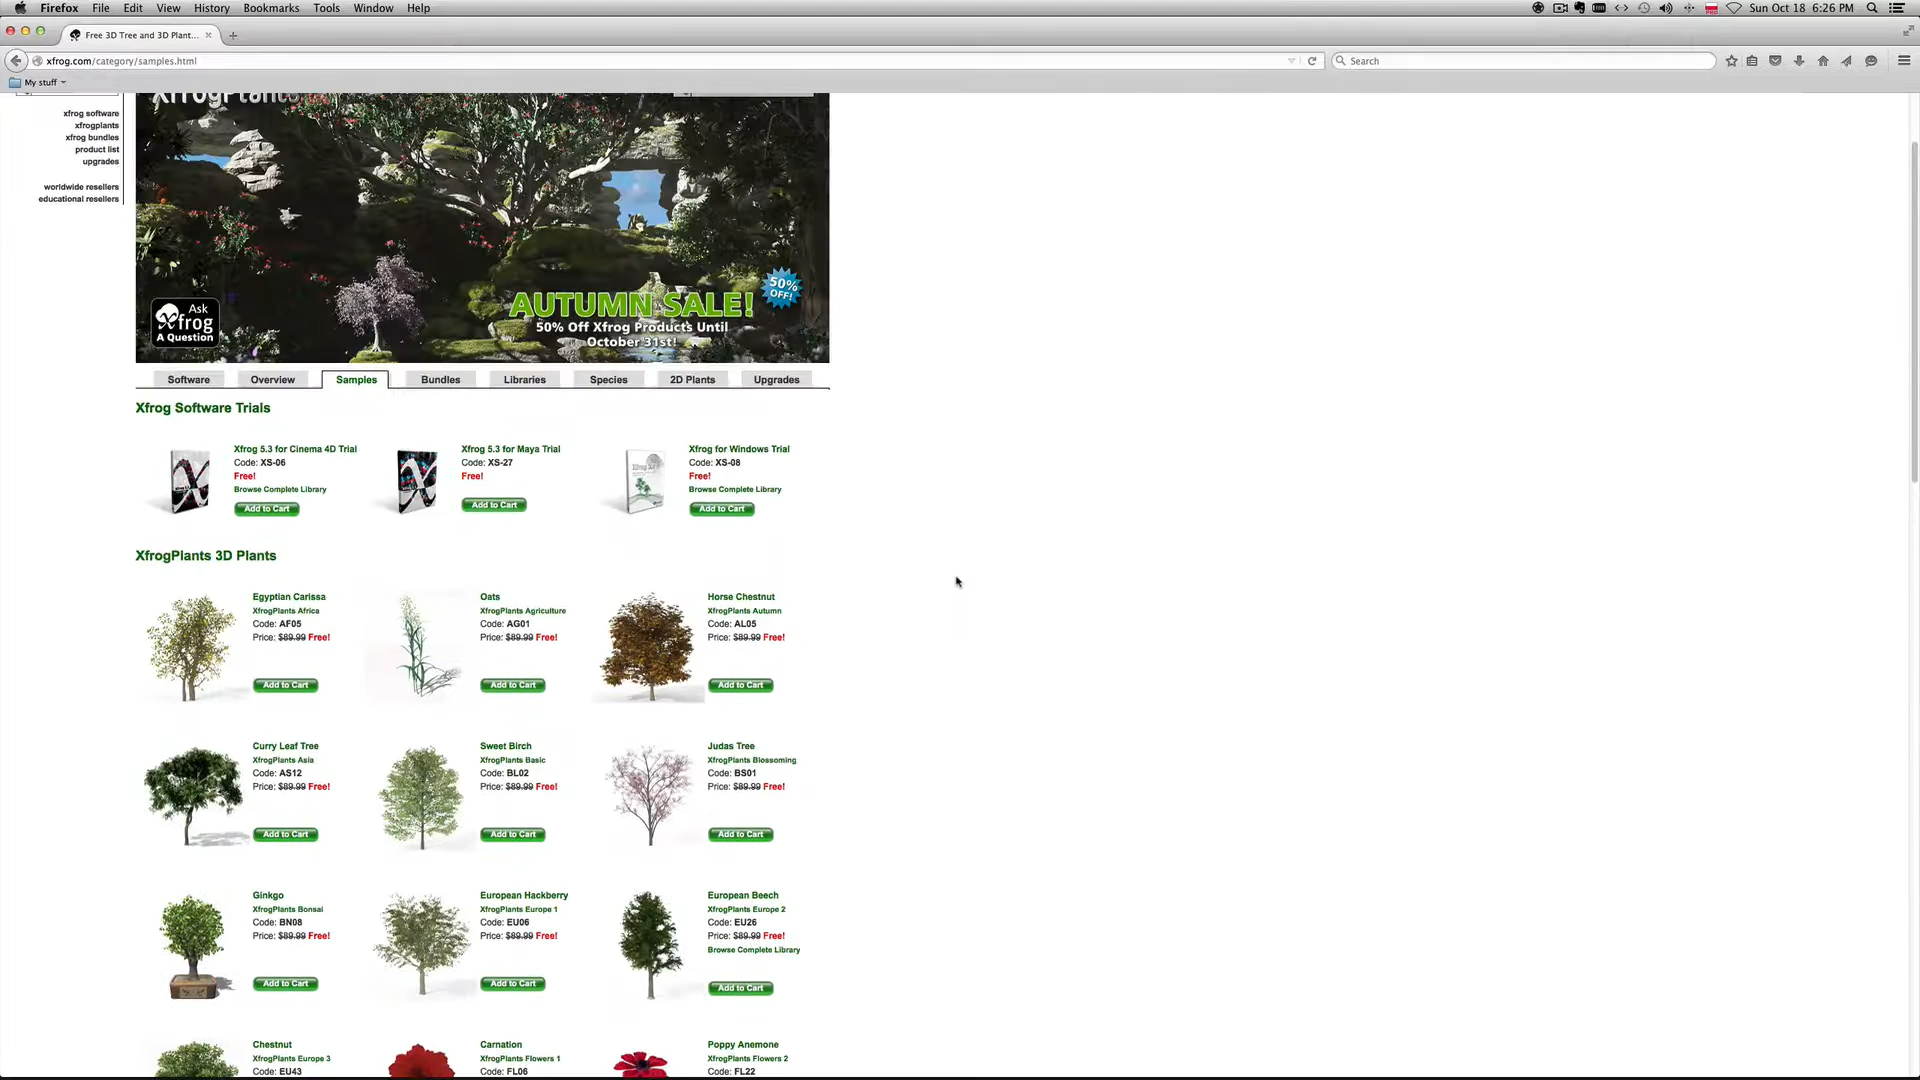 Firefox File Edit View History Bookmarks Tools Window Help
Sun Oct 18 6:26 PM
Free 3D Tree and 3D Plant...
xfrog.com/category/samples.html
Search
My stuff
XfrogPlants
xfrog software
xfrogplants
xfrog bundles
product list
upgrades
worldwide resellers
educational resellers
Ask
Xfrog
A Question
AUTUMN SALE!
50% OFF!
50% Off Xfrog Products Until
October 31st!
Software Overview Samples Bundles Libraries Species 2D Plants Upgrades
Xfrog Software Trials
Xfrog 5.3 for Cinema 4D Trial
Code: XS-06
Free!
Browse Complete Library
Add to Cart
Xfrog 5.3 for Maya Trial
Code: XS-27
Free!
Add to Cart
Xfrog for Windows Trial
Code: XS-08
Free!
Browse Complete Library
Add to Cart
XfrogPlants 3D Plants
Egyptian Carissa
XfrogPlants Africa
Code: AF05
Price: $89.99 Free!
Add to Cart
Oats
XfrogPlants Agriculture
Code: AG01
Price: $89.99 Free!
Add to Cart
Horse Chestnut
XfrogPlants Autumn
Code: AL05
Price: $89.99 Free!
Add to Cart
Curry Leaf Tree
XfrogPlants Asia
Code: AS12
Price: $89.99 Free!
Add to Cart
Sweet Birch
XfrogPlants Basic
Code: BL02
Price: $89.99 Free!
Add to Cart
Judas Tree
XfrogPlants Blossoming
Code: BS01
Price: $89.99 Free!
Add to Cart
Ginkgo
XfrogPlants Bonsai
Code: BN08
Price: $89.99 Free!
Add to Cart
European Hackberry
XfrogPlants Europe 1
Code: EU06
Price: $89.99 Free!
Add to Cart
European Beech
XfrogPlants Europe 2
Code: EU26
Price: $89.99 Free!
Browse Complete Library
Add to Cart
Chestnut
XfrogPlants Europe 3
Code: EU43
Carnation
XfrogPlants Flowers 1
Code: FL06
Poppy Anemone
XfrogPlants Flowers 2
Code: FL22